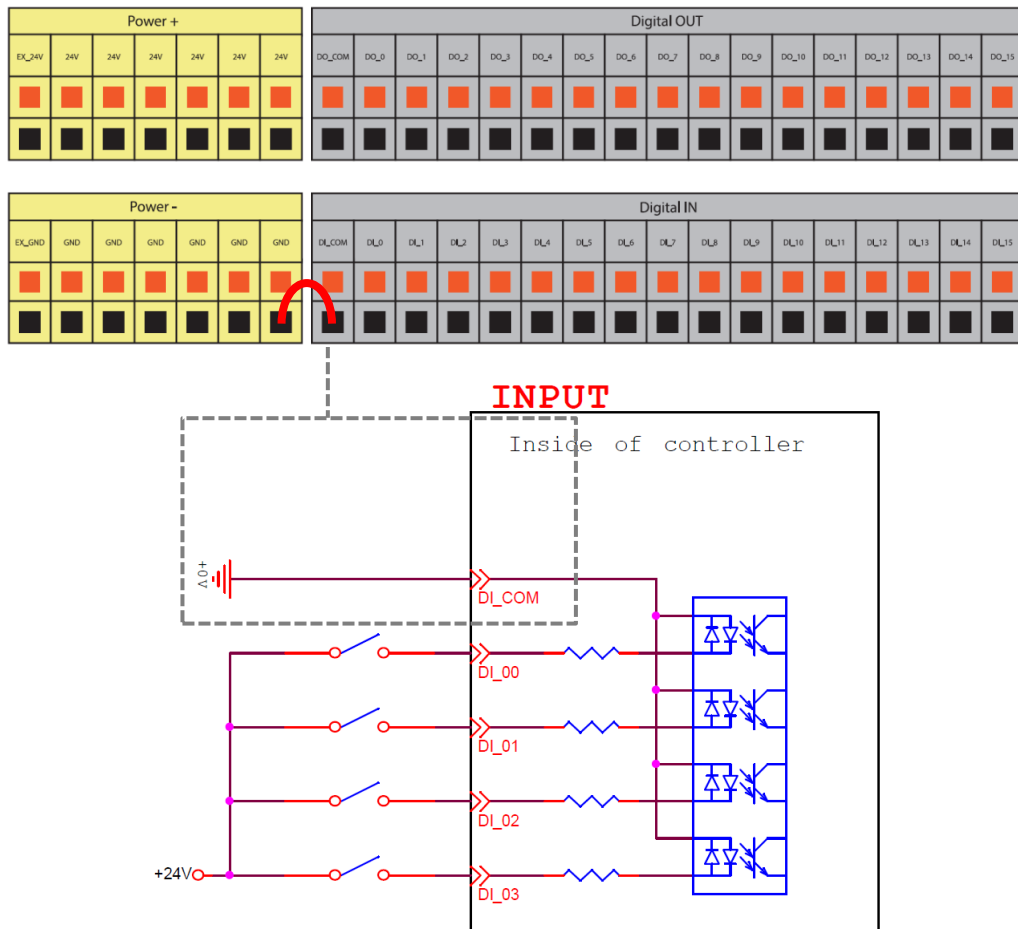 Power +
Digital OUT
EX_24V 24V 24V 24V 24V 24V 24V DO_COM DO_0 DO_1 DO_2 DO_3 DO_4 DO_5 DO_6 DO_7 DO_8 DO_9 DO_10 DO_11 DO_12 DO_13 DO_14 DO_15
Power -
Digital IN
EX_GND GND GND GND GND GND GND DI_COM DI_0 DI_1 DI_2 DI_3 DI_4 DI_5 DI_6 DI_7 DI_8 DI_9 DI_10 DI_11 DI_12 DI_13 DI_14 DI_15
INPUT
Inside of controller
+0V
DI_COM
DI_00
DI_01
DI_02
+24V
DI_03